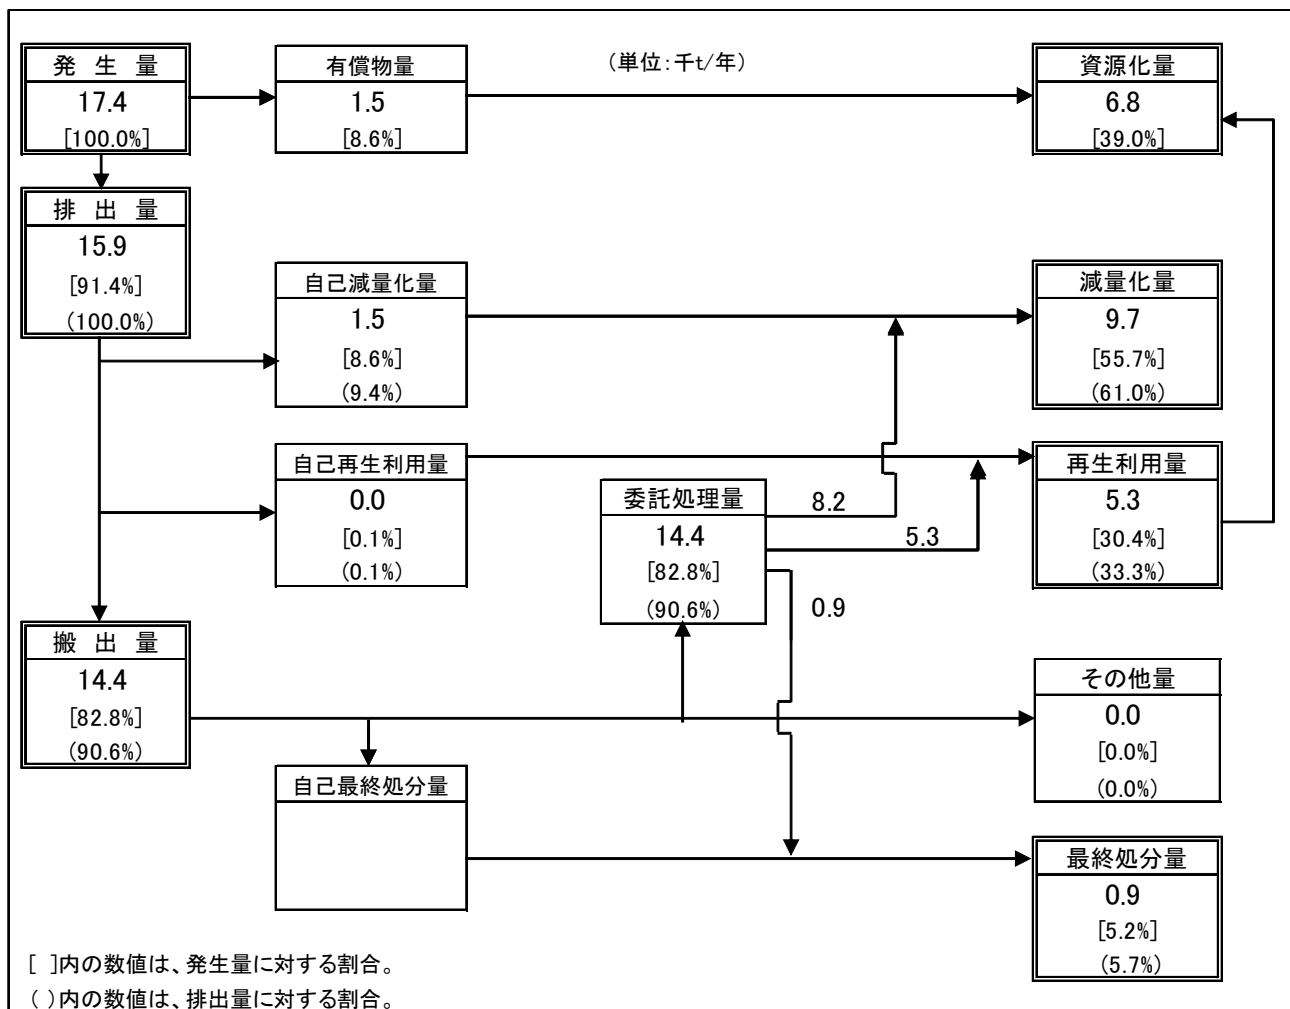 発 生 量
17.4
[100.0%]
有償物量
1.5
[8.6%]
(単位:千t/年)
資源化量
6.8
[39.0%]
排 出 量
15.9
[91.4%]
(100.0%)
自己減量化量
1.5
[8.6%]
(9.4%)
減量化量
9.7
[55.7%]
(61.0%)
自己再生利用量
0.0
[0.1%]
(0.1%)
委託処理量
14.4
[82.8%]
(90.6%)
8.2
5.3
0.9
再生利用量
5.3
[30.4%]
(33.3%)
搬 出 量
14.4
[82.8%]
(90.6%)
その他量
0.0
[0.0%]
(0.0%)
自己最終処分量
最終処分量
0.9
[5.2%]
(5.7%)
[ ]内の数値は、発生量に対する割合。
( )内の数値は、排出量に対する割合。